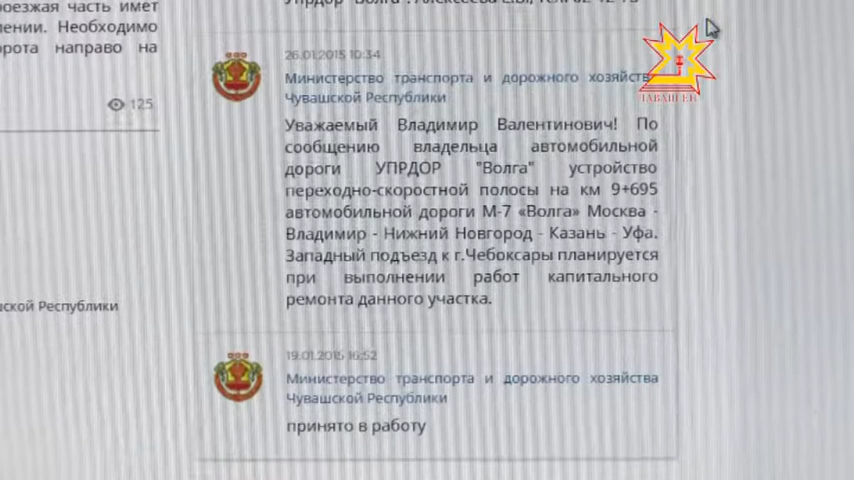 роезжая часть имет
лении. Необходимо
орота направо на
125
ской Республики
26.01.2015 10:34
Министерство транспорта и дорожного хозяйства
Чувашской Республики
Уважаемый Владимир Валентинович! По
сообщению владельца автомобильной
дороги УПРДОР "Волга" устройство
переходно-скоростной полосы на км 9+695
автомобильной дороги М-7 «Волга» Москва -
Владимир - Нижний Новгород - Казань - Уфа.
Западный подъезд к г.Чебоксары планируется
при выполнении работ капитального
ремонта данного участка.
19.01.2015 16:52
Министерство транспорта и дорожного хозяйства
Чувашской Республики
принято в работу